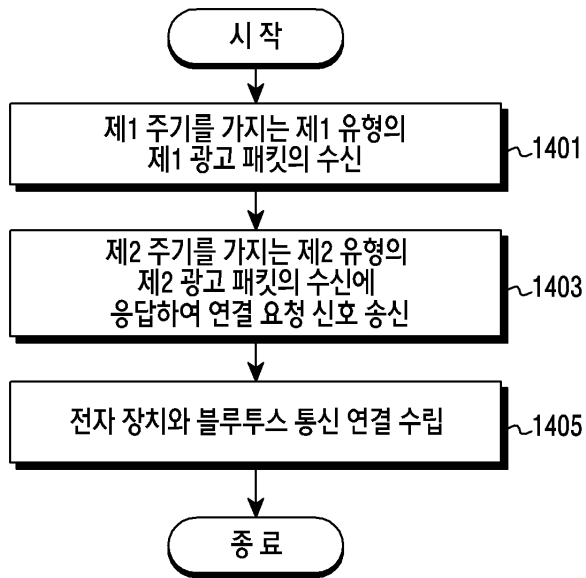 시작
제1 주기를 가지는 제1 유형의
제1 광고 패킷의 수신
1401
제2 주기를 가지는 제2 유형의
제2 광고 패킷의 수신에
응답하여 연결 요청 신호 송신
1403
전자 장치와 블루투스 통신 연결 수립
1405
종료